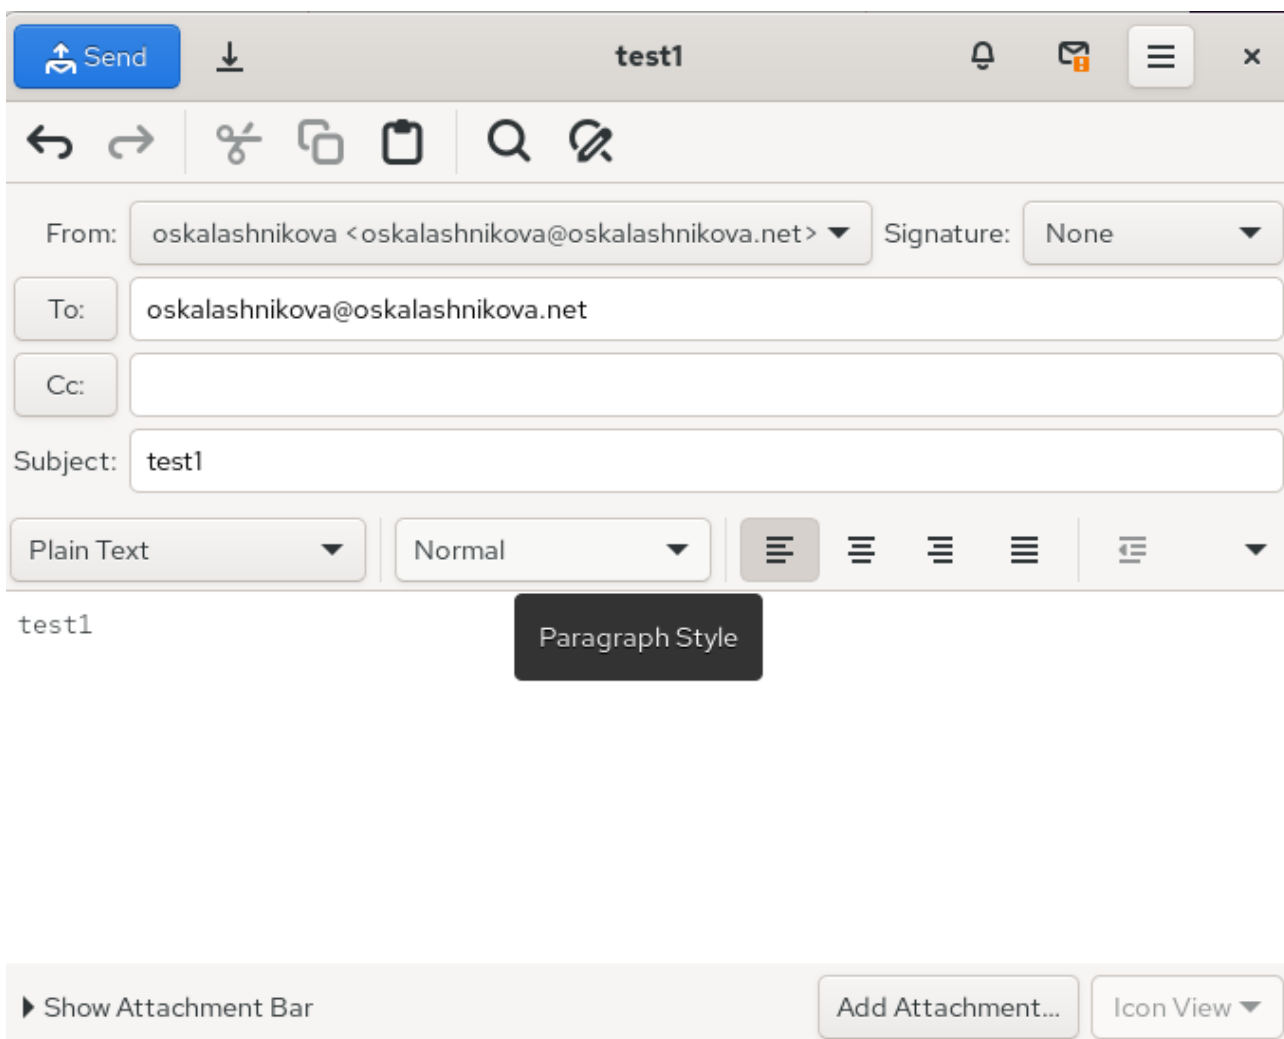 Send test1
From: oskalashnikova <oskalashnikova@oskalashnikova.net> Signature: None
To: oskalashnikova@oskalashnikova.net
Cc:
Subject: test1
Plain Text Normal
test1
Paragraph Style
Show Attachment Bar Add Attachment... Icon View